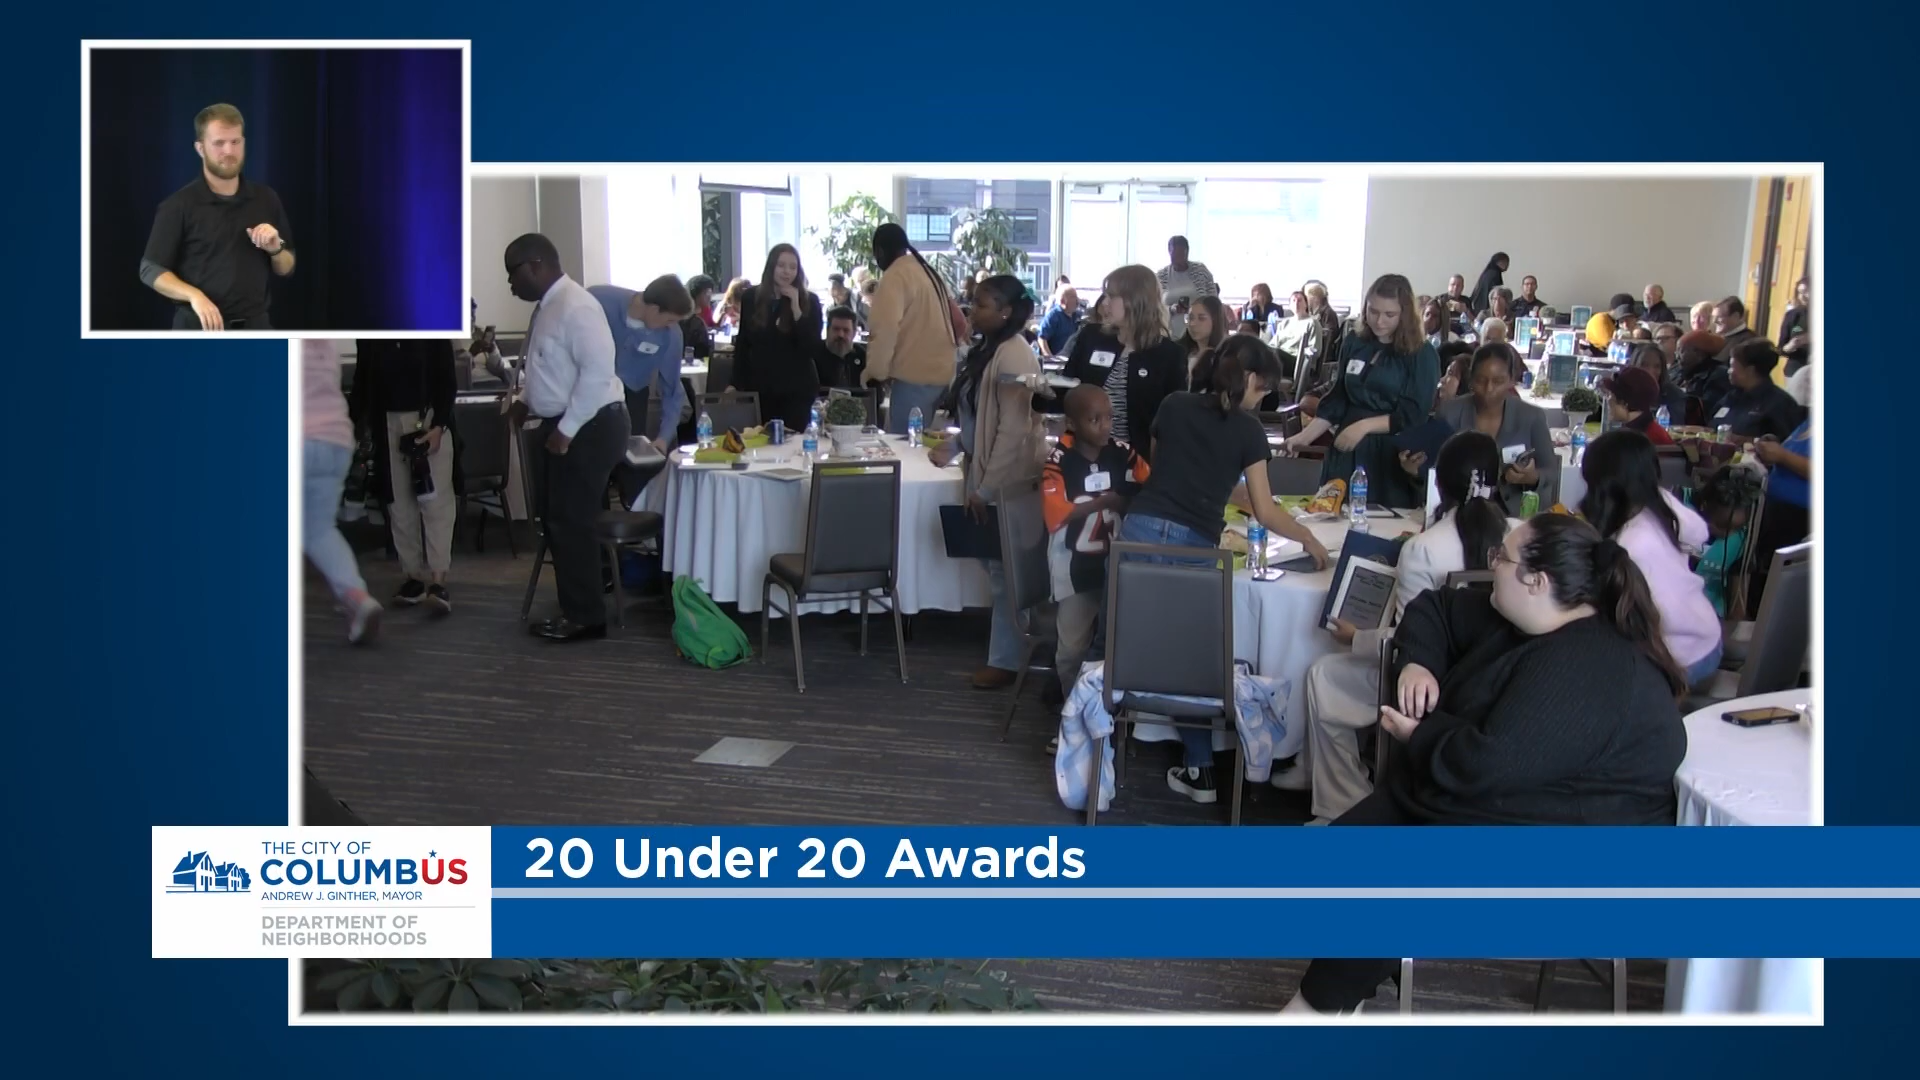 20 Under 20 Awards
THE CITY OF
COLUMBUS
ANDREW J. GINTHER, MAYOR
DEPARTMENT OF
NEIGHBORHOODS